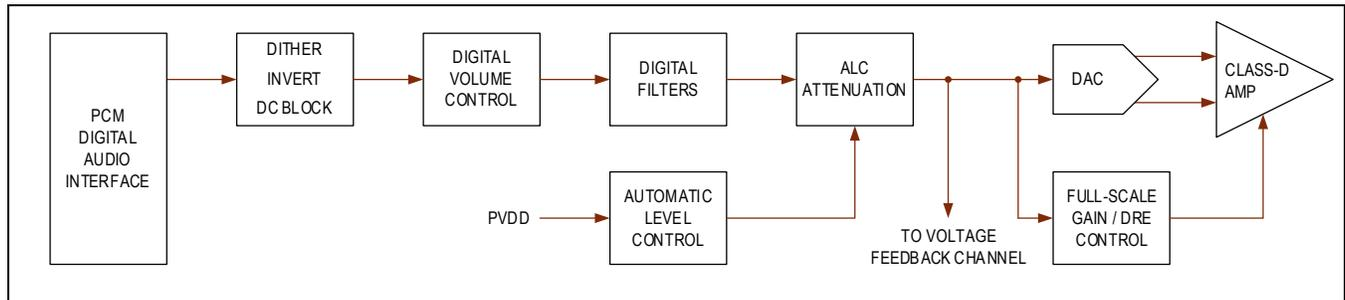 PCM
DIGITAL
AUDIO
INTERFACE
DITHER
INVERT
DC BLOCK
DIGITAL
VOLUME
CONTROL
DIGITAL
FILTERS
ALC
ATTENUATION
DAC
CLASS-D
AMP
PVDD
AUTOMATIC
LEVEL
CONTROL
TO VOLTAGE
FEEDBACK CHANNEL
FULL-SCALE
GAIN / DRE
CONTROL